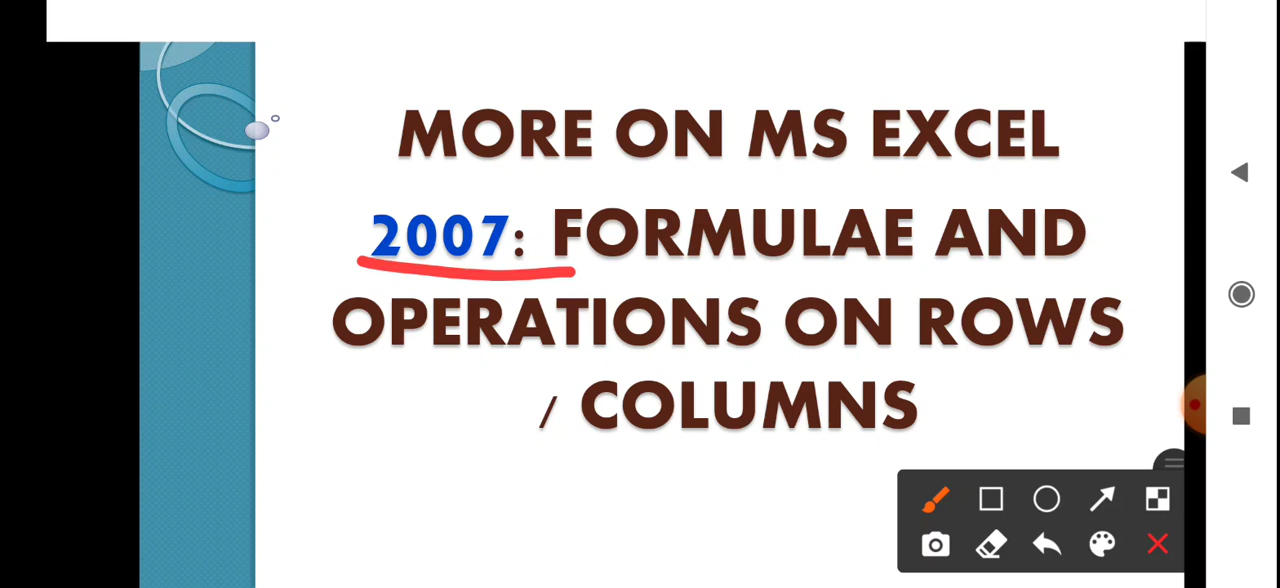 MORE ON MS EXCEL
2007: FORMULAE AND
OPERATIONS ON ROWS
/ COLUMNS